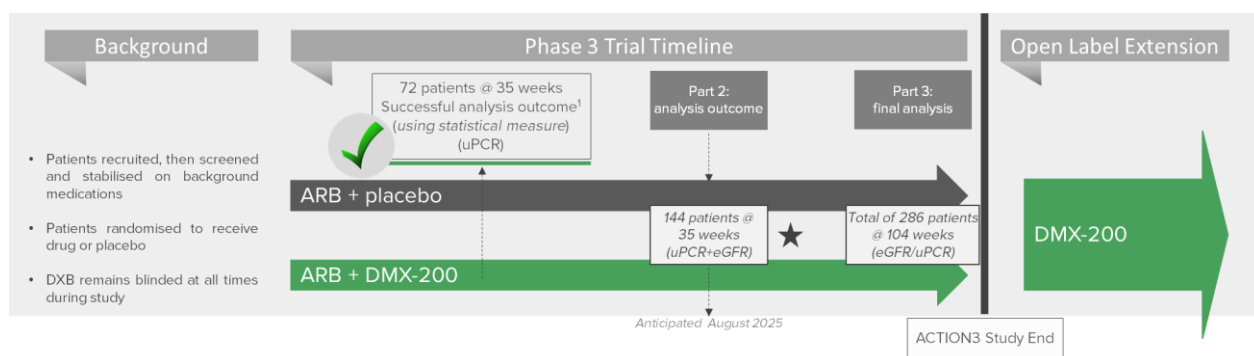 Background
Phase 3 Trial Timeline
Open Label Extension
72 patients @ 35 weeks
Successful analysis outcome¹
(using statistical measure)
(uPCR)
Part 2:
analysis outcome
Part 3:
final analysis
• Patients recruited, then screened
and stabilised on background
medications
• Patients randomised to receive
drug or placebo
• DXB remains blinded at all times
during study
ARB + placebo
144 patients @
35 weeks
(uPCR+eGFR)
Total of 286 patients
@ 104 weeks
(eGFR/uPCR)
ARB + DMX-200
DMX-200
Anticipated August 2025
ACTION3 Study End